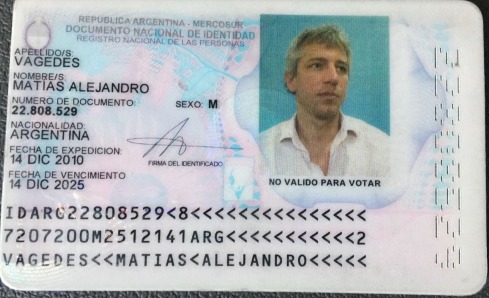 REPUBLICA ARGENTINA - MERCOSUR
DOCUMENTO NACIONAL DE IDENTIDAD
REGISTRO NACIONAL DE LAS PERSONAS
APELLIDO/S
VAGEDES
NOMBRE/S:
MATIAS ALEJANDRO
NUMERO DE DOCUMENTO: SEXO: M
22.808.529
NACIONALIDAD:
ARGENTINA
FECHA DE EXPEDICION:
14 DIC 2010
FIRMA DEL IDENTIFICADO
FECHA DE VENCIMIENTO
14 DIC 2025
NO VALIDO PARA VOTAR
IDARG22808529<8<<<<<<<<<<<<<<<
7207200M2512141ARG<<<<<<<<<<<2
VAGEDES<<MATIAS<ALEJANDRO<<<<<